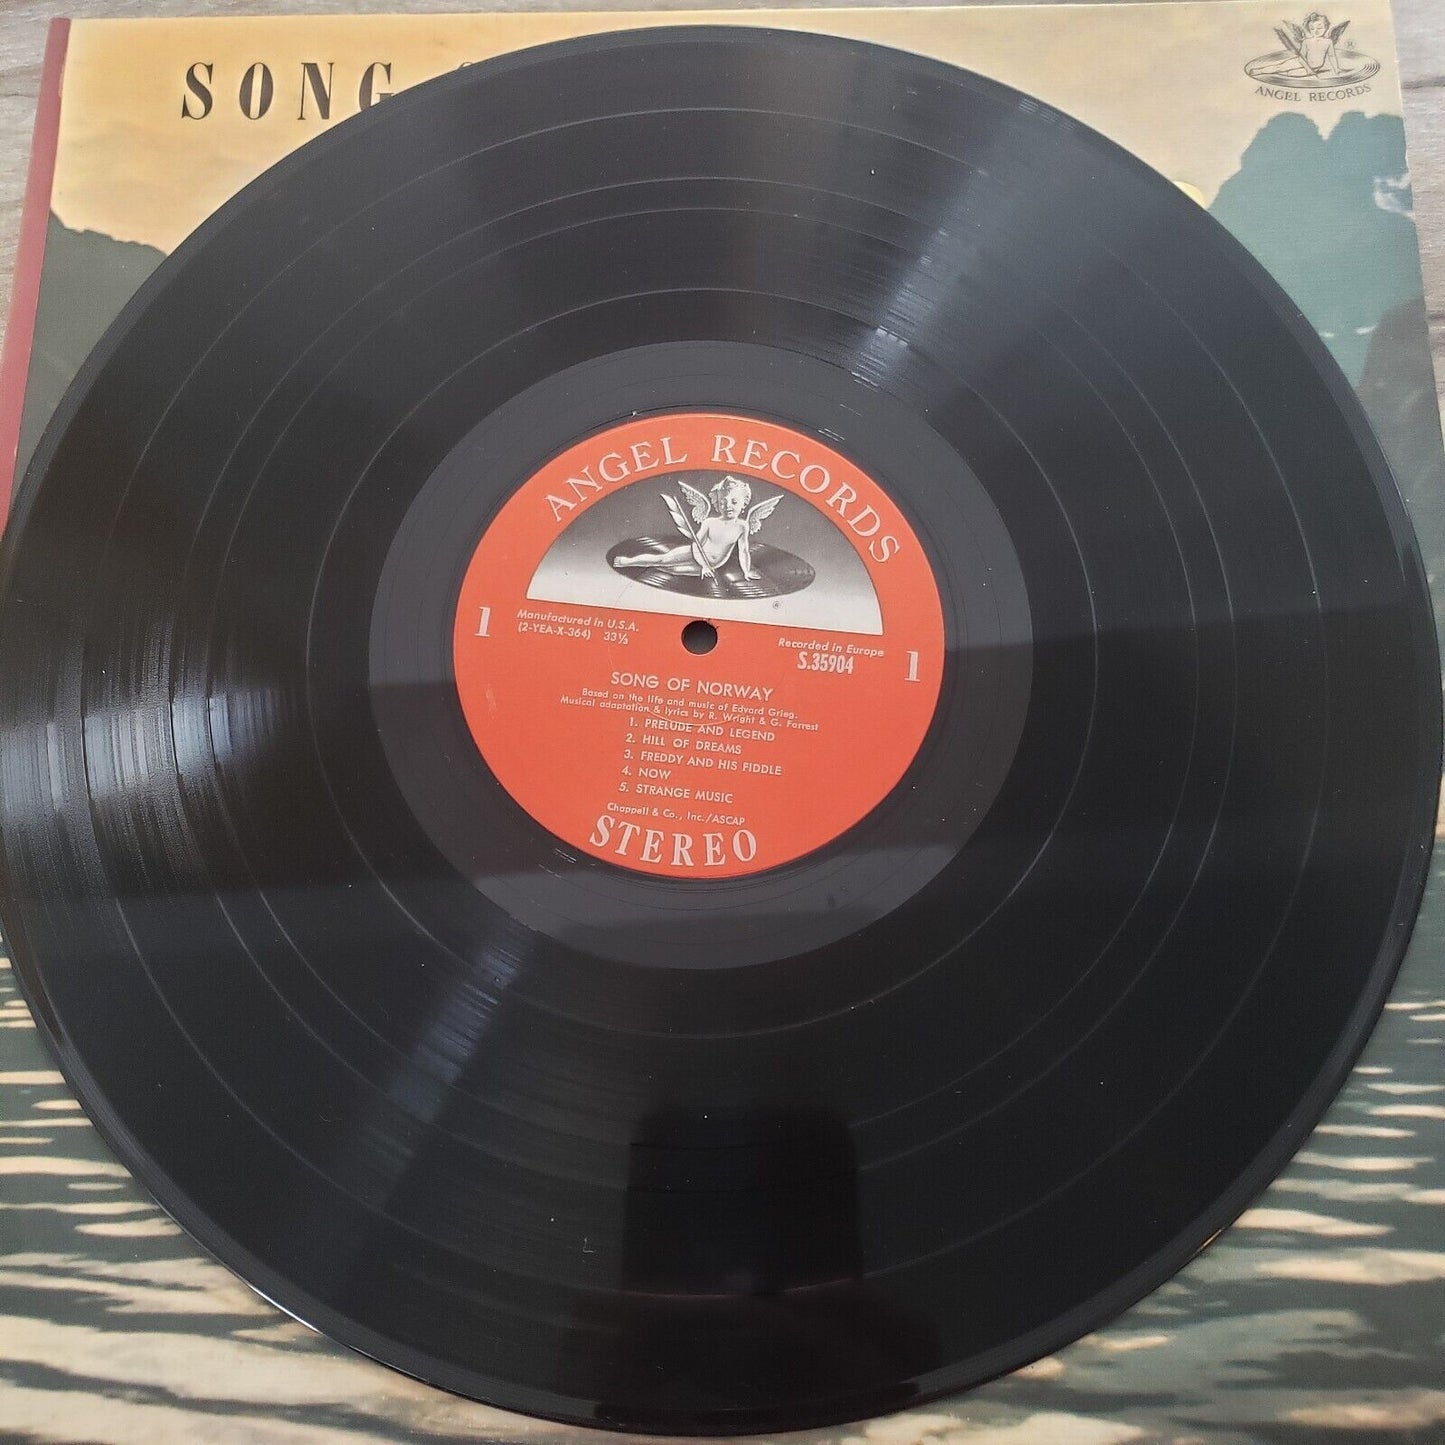 SONG
ANGEL RECORDS
ANGEL RECORDS
®
1
Manufactured in U.S.A.
(2-YEA-X-364) 33⅓
Recorded in Europe
S.35904
1
SONG OF NORWAY
Based on the life and music of Edvard Grieg.
Musical adaptation & lyrics by R. Wright & G. Forrest
1. PRELUDE AND LEGEND
2. HILL OF DREAMS
3. FREDDY AND HIS FIDDLE
4. NOW
5. STRANGE MUSIC
Chappell & Co., Inc./ASCAP
STEREO